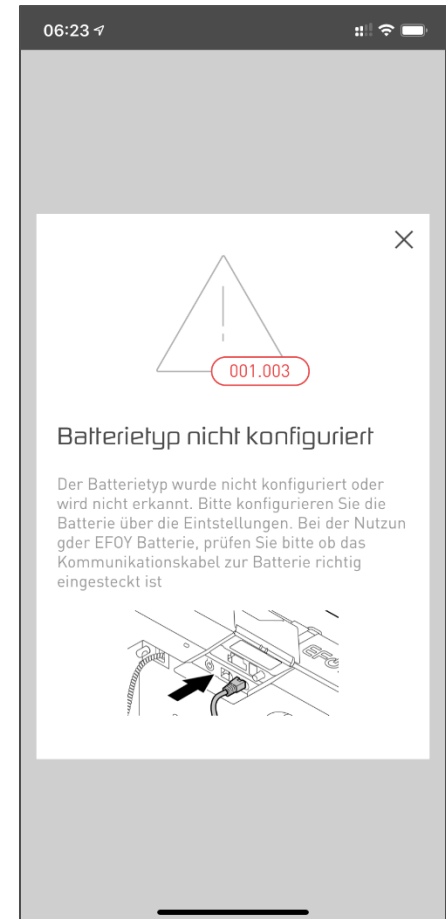 06:23
001.003
Batterietyp nicht konfiguriert
Der Batterietyp wurde nicht konfiguriert oder
wird nicht erkannt. Bitte konfigurieren Sie die
Batterie über die Eintstellungen. Bei der Nutzun
gder EFOY Batterie, prüfen Sie bitte ob das
Kommunikationskabel zur Batterie richtig
eingesteckt ist